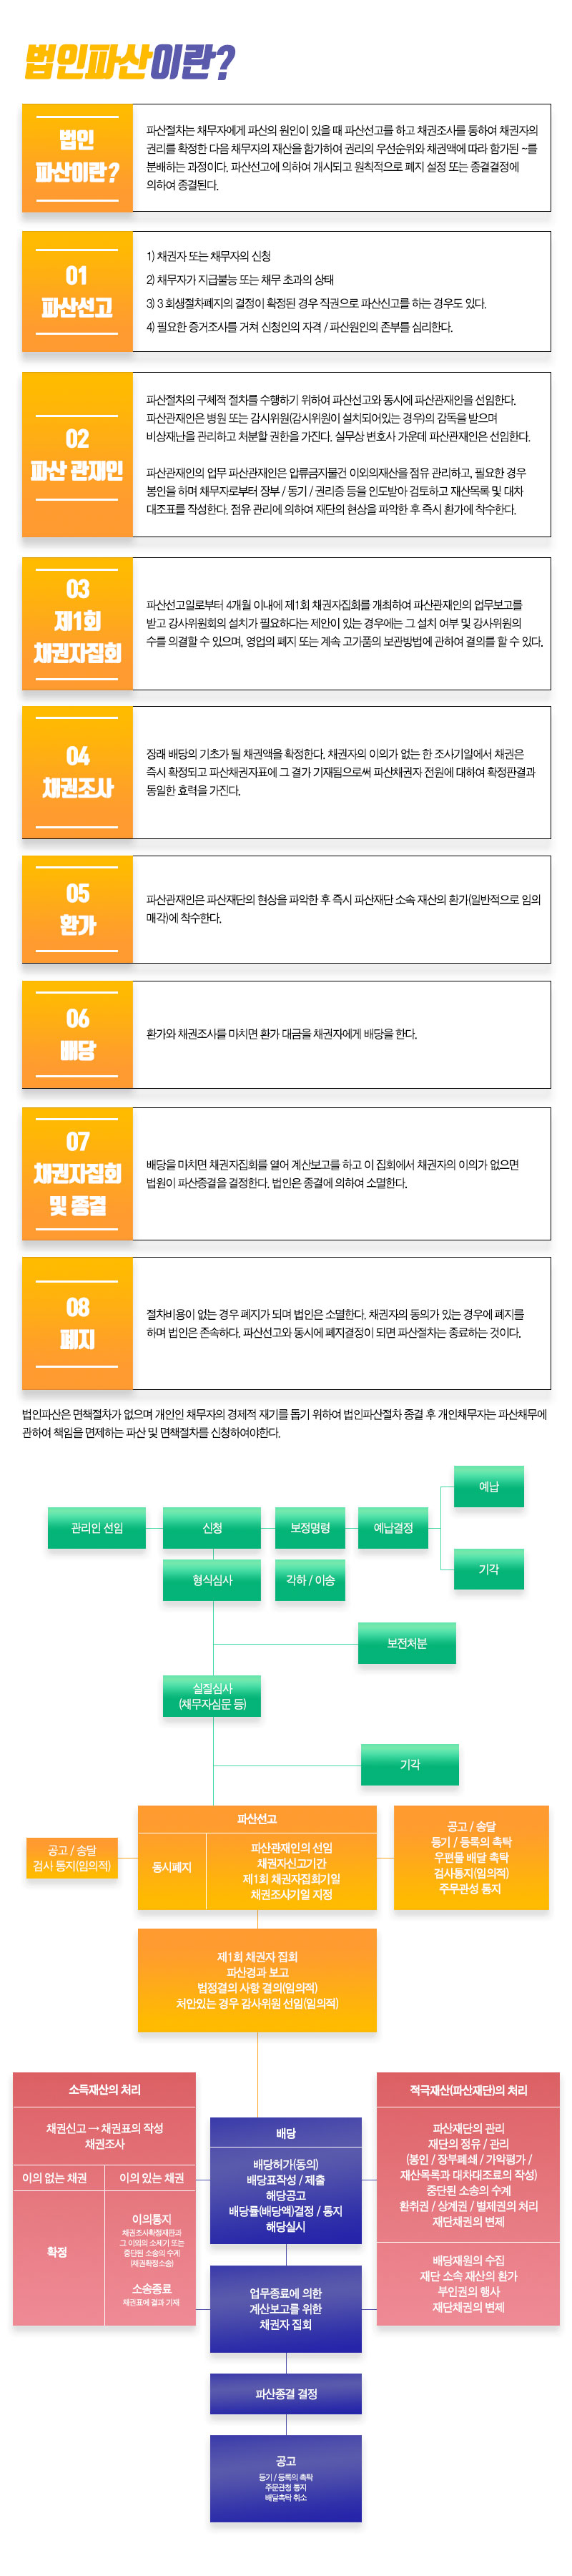 법인파산이란?
법인
파산이란?
파산절차는 채무자에게 파산의 원인이 있을 때 파산선고를 하고 채권조사를 통하여 채권자의
권리를 확정한 다음 채무자의 재산을 함가하여 권리의 우선순위와 채권액에 따라 함가된 ~를
분배하는 과정이다. 파산선고에 의하여 개시되고 원칙적으로 폐지 설정 또는 종결결정에
의하여 종결된다.
01
파산선고
1) 채권자 또는 채무자의 신청
2) 채무자가 지급불능 또는 채무 초과의 상태
3) 3 회생절차폐지의 결정이 확정된 경우 직권으로 파산신고를 하는 경우도 있다.
4) 필요한 증거조사를 거쳐 신청인의 자격 / 파산원인의 존부를 심리한다.
02
파산 관재인
파산절차의 구체적 절차를 수행하기 위하여 파산선고와 동시에 파산관재인을 선임한다.
파산관재인은 병원 또는 감시위원(감시위원이 설치되어있는 경우)의 감독을 받으며
비상재난을 관리하고 처분할 권한을 가진다. 실무상 변호사 가운데 파산관재인은 선임한다.
파산관재인의 업무 파산관재인은 압류금지물건 이외의재산을 점유 관리하고, 필요한 경우
봉인을 하며 채무자로부터 장부 / 동기 / 권리증 등을 인도받아 검토하고 재산목록 및 대차
대조표를 작성한다. 점유 관리에 의하여 재단의 현상을 파악한 후 즉시 환가에 착수한다.
03
제1회
채권자집회
파산선고일로부터 4개월 이내에 제1회 채권자집회를 개최하여 파산관재인의 업무보고를
받고 강사위원회의 설치가 필요하다는 제안이 있는 경우에는 그 설치 여부 및 강사위원의
수를 의결할 수 있으며, 영업의 폐지 또는 계속 고가품의 보관방법에 관하여 결의를 할 수 있다.
04
채권조사
장래 배당의 기초가 될 채권액을 확정한다. 채권자의 이의가 없는 한 조사기일에서 채권은
즉시 확정되고 파산채권자표에 그 결가 기재됨으로써 파산채권자 전원에 대하여 확정판결과
동일한 효력을 가진다.
05
환가
파산관재인은 파산재단의 현상을 파악한 후 즉시 파산재단 소속 재산의 환가(일반적으로 임의
매각)에 착수한다.
06
배당
환가와 채권조사를 마치면 환가 대금을 채권자에게 배당을 한다.
07
채권자집회
및 종결
배당을 마치면 채권자집회를 열어 계산보고를 하고 이 집회에서 채권자의 이의가 없으면
법원이 파산종결을 결정한다. 법인은 종결에 의하여 소멸한다.
08
폐지
절차비용이 없는 경우 폐지가 되며 법인은 소멸한다. 채권자의 동의가 있는 경우에 폐지를
하며 법인은 존속하다. 파산선고와 동시에 폐지결정이 되면 파산절차는 종료하는 것이다.
법인파산은 면책절차가 없으며 개인인 채무자의 경제적 재기를 돕기 위하여 법인파산절차 종결 후 개인채무자는 파산채무에
관하여 책임을 면제하는 파산 및 면책절차를 신청하여야한다.
예납
관리인 선임
신청
보정명령
예납결정
기각
형식심사
각하 / 이송
보전처분
실질심사
(채무자심문 등)
기각
파산선고
동시폐지
파산관재인의 선임
채권자신고기간
제1회 채권자집회기일
채권조사기일 지정
공고 / 송달
검사 통지(임의적)
공고 / 송달
등기 / 등록의 촉탁
우편물 배달 촉탁
검사통지(임의적)
주무관성 통지
제1회 채권자 집회
파산경과 보고
법정결의 사항 결의(임의적)
처안있는 경우 감사위원 선임(임의적)
소득재산의 처리
채권신고 → 채권표의 작성
채권조사
이의 없는 채권
이의 있는 채권
확정
이의통지
채권조사확정재판과
그 이외의 소제기 또는
중단된 소송의 수계
(채권확정소송)
소송종료
채권표에 결과 기재
배당
배당허가(동의)
배당표작성 / 제출
해당공고
배당률(배당액)결정 / 통지
해당실시
적극재산(파산재단)의 처리
파산재단의 관리
재단의 정유 / 관리
(봉인 / 장부폐쇄 / 가악평가 /
재산목록과 대차대조료의 작성)
중단된 소송의 수계
환취권 / 상계권 / 별제권의 처리
재단채권의 변제
배당재원의 수집
재단 소속 재산의 환가
부인권의 행사
재단채권의 변제
업무종료에 의한
계산보고를 위한
채권자 집회
파산종결 결정
공고
등기 / 등록의 촉탁
주문관청 통지
배달촉탁 취소